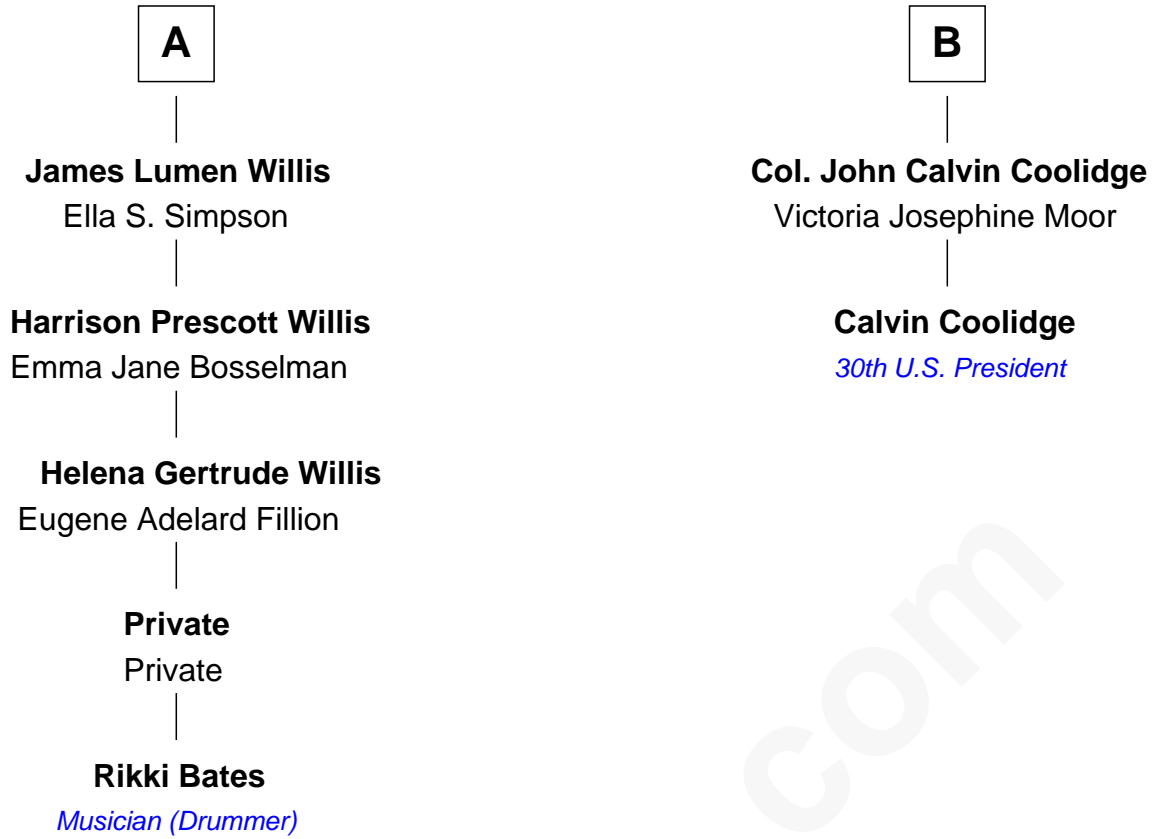 A
James Lumen Willis
Ella S. Simpson
Harrison Prescott Willis
Emma Jane Bosselman
Helena Gertrude Willis
Eugene Adelard Fillion
Private
Private
Rikki Bates
Musician (Drummer)
B
Col. John Calvin Coolidge
Victoria Josephine Moor
Calvin Coolidge
30th U.S. President
com